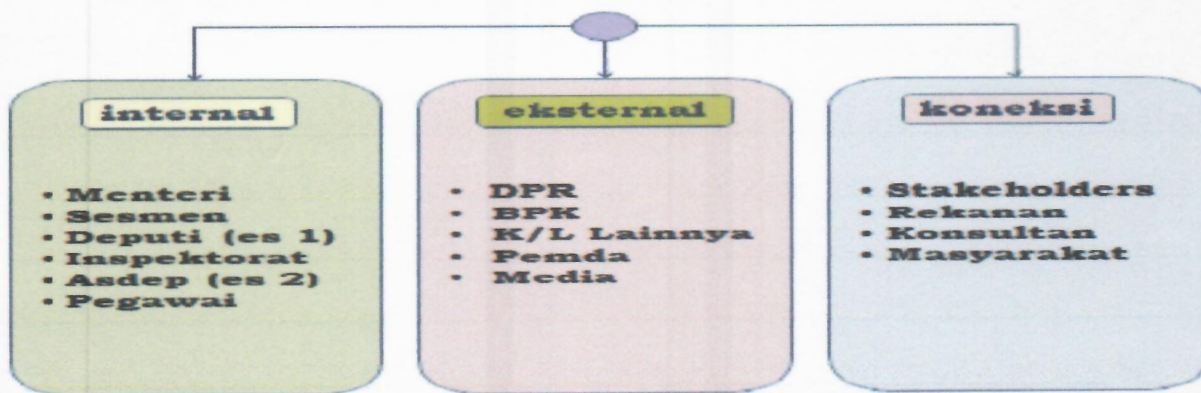 internal
• Menteri
• Sesmen
• Deputi (es 1)
• Inspektorat
• Asdep (es 2)
• Pegawai
eksternal
• DPR
• BPK
• K/L Lainnya
• Pemda
• Media
koneksi
• Stakeholders
• Rekanan
• Konsultan
• Masyarakat